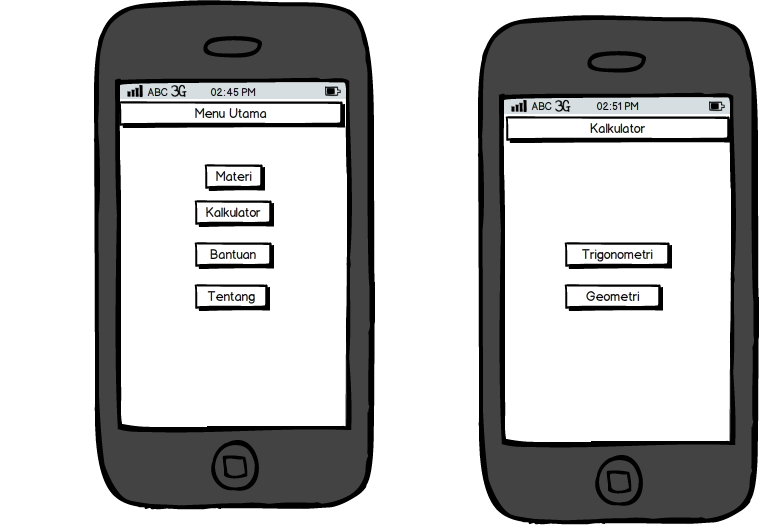 ABC 3G 02:45 PM
Menu Utama
Materi
Kalkulator
Bantuan
Tentang
ABC 3G 02:51 PM
Kalkulator
Trigonometri
Geometri